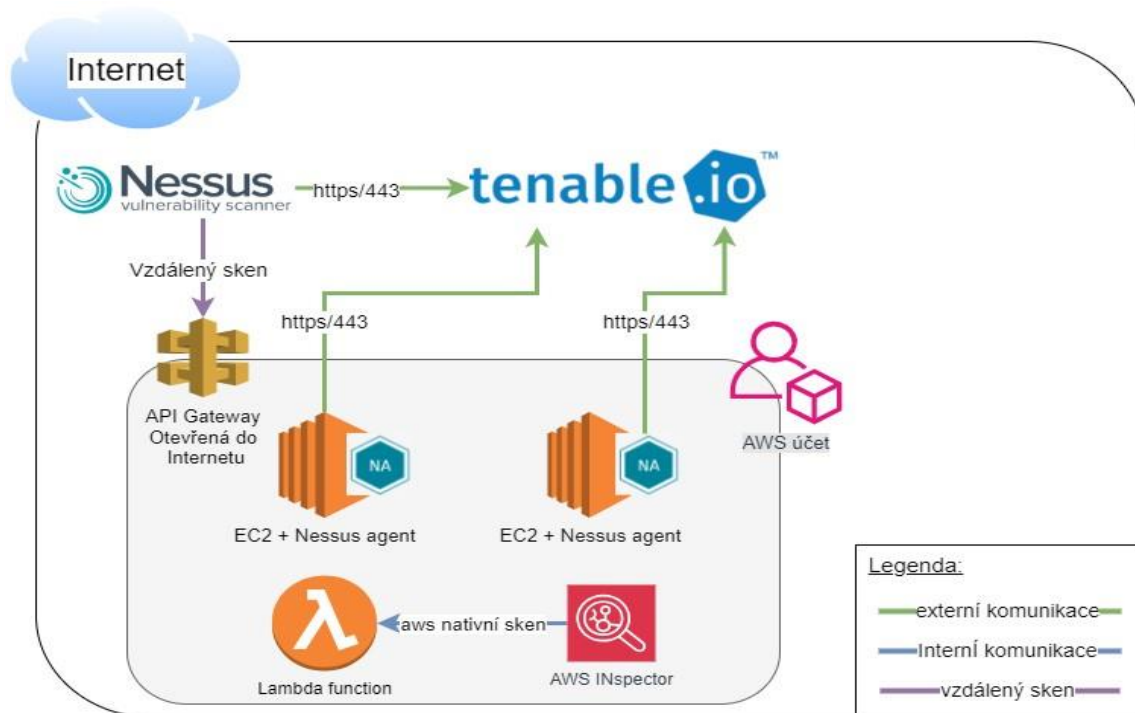 Internet
Nessus
vulnerability scanner
https/443
tenable.io™
Vzdálený sken
https/443
https/443
API Gateway
Otevřená do
Internetu
AWS účet
NA
NA
EC2 + Nessus agent
EC2 + Nessus agent
aws nativní sken
Lambda function
AWS INspector
Legenda:
externí komunikace
Interní komunikace
vzdálený sken